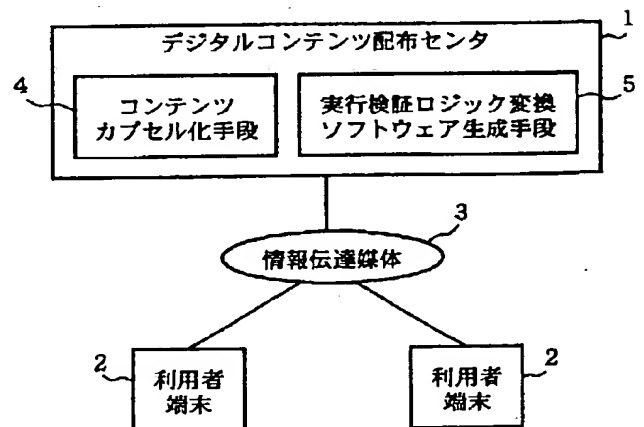 1
デジタルコンテンツ配布センタ
4
コンテンツ
カプセル化手段
5
実行検証ロジック変換
ソフトウェア生成手段
3
情報伝達媒体
2
利用者
端末
2
利用者
端末